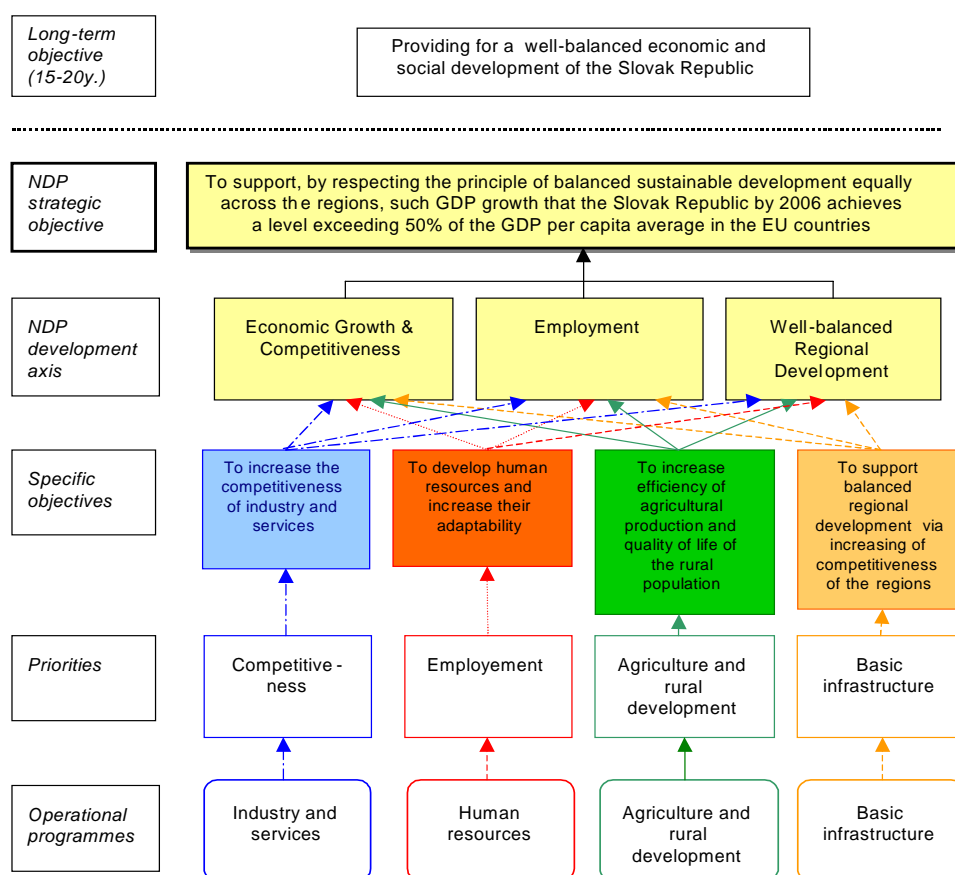 Long-term
objective
(15-20y.)
Providing for a well-balanced economic and
social development of the Slovak Republic
NDP
strategic
objective
To support, by respecting the principle of balanced sustainable development equally
across the regions, such GDP growth that the Slovak Republic by 2006 achieves
a level exceeding 50% of the GDP per capita average in the EU countries
NDP
development
axis
Economic Growth &
Competitiveness
Employment
Well-balanced
Regional
Development
Specific
objectives
To increase the
competitiveness
of industry and
services
To develop human
resources and
increase their
adaptability
To increase
efficiency of
agricultural
production and
quality of life of
the rural
population
To support
balanced
regional
development via
increasing of
competitiveness
of the regions
Priorities
Competitive -
ness
Employement
Agriculture and
rural
development
Basic
infrastructure
Operational
programmes
Industry and
services
Human
resources
Agriculture and
rural
development
Basic
infrastructure